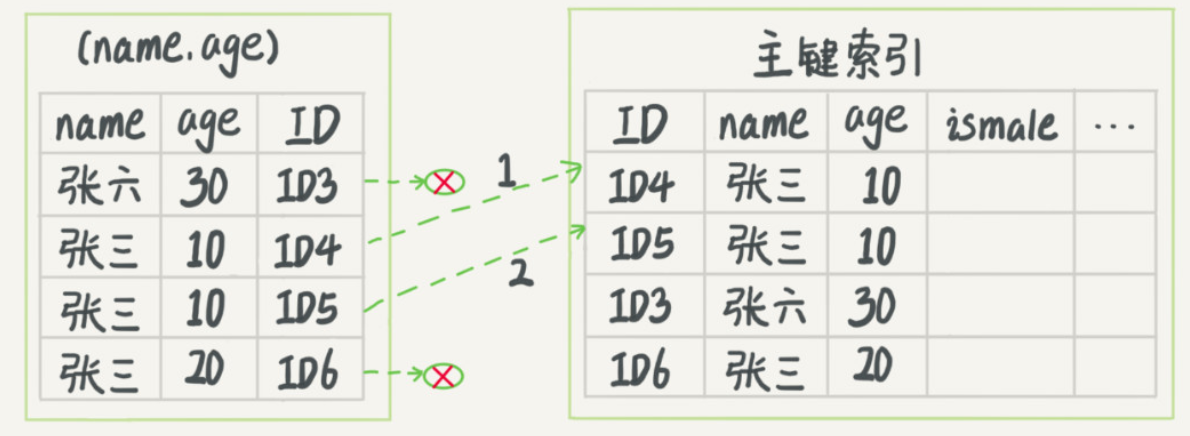 (name.age)
name age ID
张六 30 ID3
张三 10 ID4
张三 10 ID5
张三 20 ID6
1
2
主键索引
ID name age ismale ...
ID4 张三 10
ID5 张三 10
ID3 张六 30
ID6 张三 20